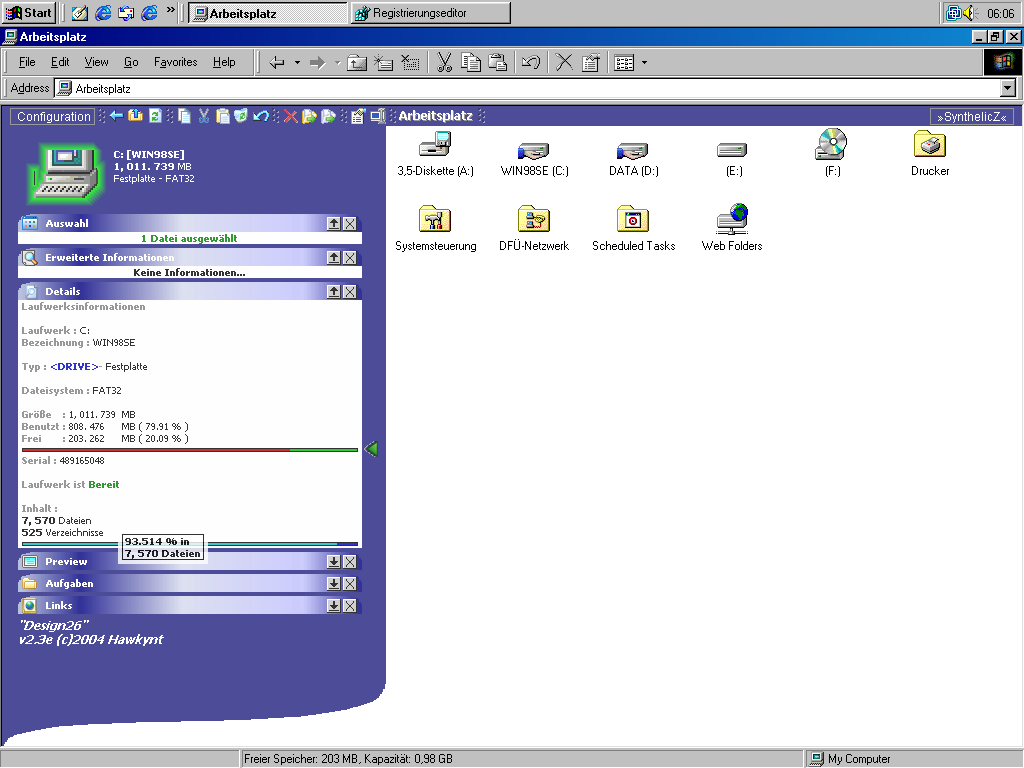 Start
»
Arbeitsplatz
Registrierungseditor
06:06
Arbeitsplatz
File Edit View Go Favorites Help
Address Arbeitsplatz
Configuration
Arbeitsplatz
»SynthelicZ«
C: [WIN98SE]
1, 011. 739 MB
Festplatte - FAT32
Auswahl
1 Datei ausgewählt
Erweiterte Informationen
Keine Informationen...
Details
Laufwerksinformationen
Laufwerk : C:
Bezeichnung : WIN98SE
Typ : <DRIVE>- Festplatte
Dateisystem : FAT32
Größe : 1, 011. 739 MB
Benutzt : 808. 476 MB ( 79.91 % )
Frei : 203. 262 MB ( 20.09 % )
Serial : 489165048
Laufwerk ist Bereit
Inhalt :
7, 570 Dateien
525 Verzeichnisse
93.514 % in
7, 570 Dateien
Preview
Aufgaben
Links
"Design26"
v2.3e (c)2004 Hawkynt
3,5-Diskette (A:)
WIN98SE (C:)
DATA (D:)
(E:)
(F:)
Drucker
Systemsteuerung
DFÜ-Netzwerk
Scheduled Tasks
Web Folders
Freier Speicher: 203 MB, Kapazität: 0,98 GB
My Computer